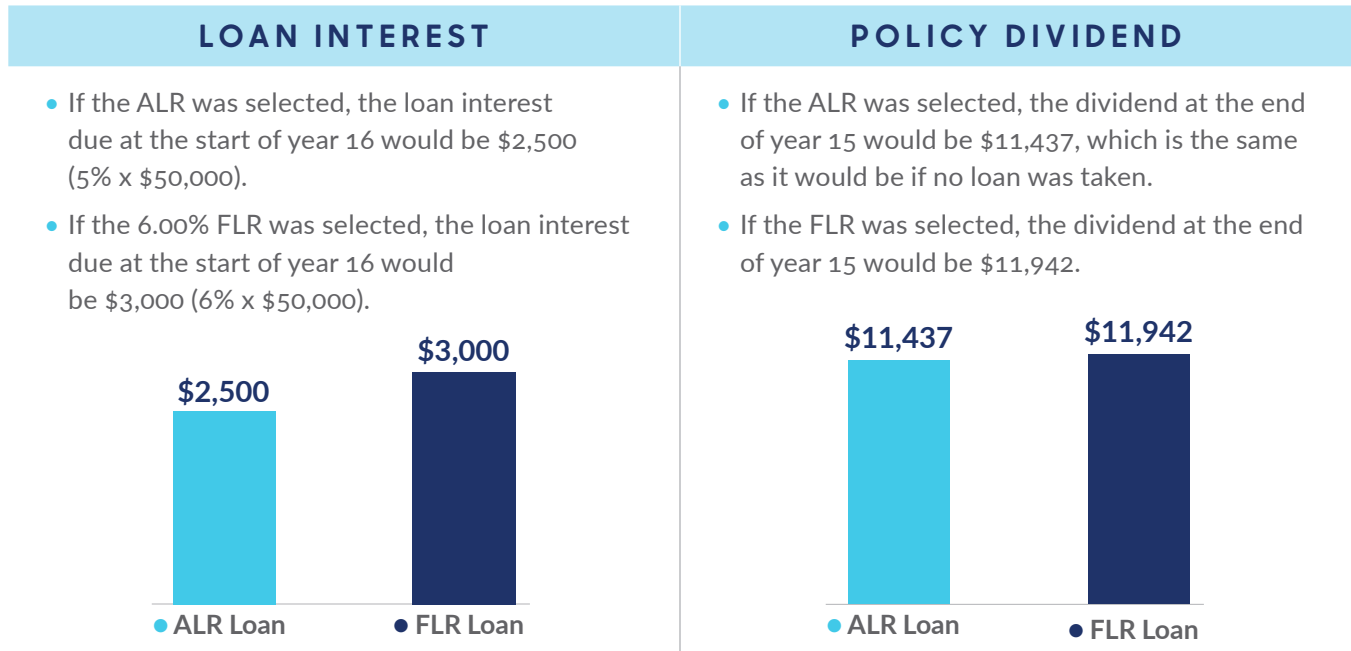 LOAN INTEREST
• If the ALR was selected, the loan interest
due at the start of year 16 would be $2,500
(5% x $50,000).
• If the 6.00% FLR was selected, the loan interest
due at the start of year 16 would
be $3,000 (6% x $50,000).
$2,500
$3,000
• ALR Loan
• FLR Loan
POLICY DIVIDEND
• If the ALR was selected, the dividend at the end
of year 15 would be $11,437, which is the same
as it would be if no loan was taken.
• If the FLR was selected, the dividend at the end
of year 15 would be $11,942.
$11,437
$11,942
• ALR Loan
• FLR Loan